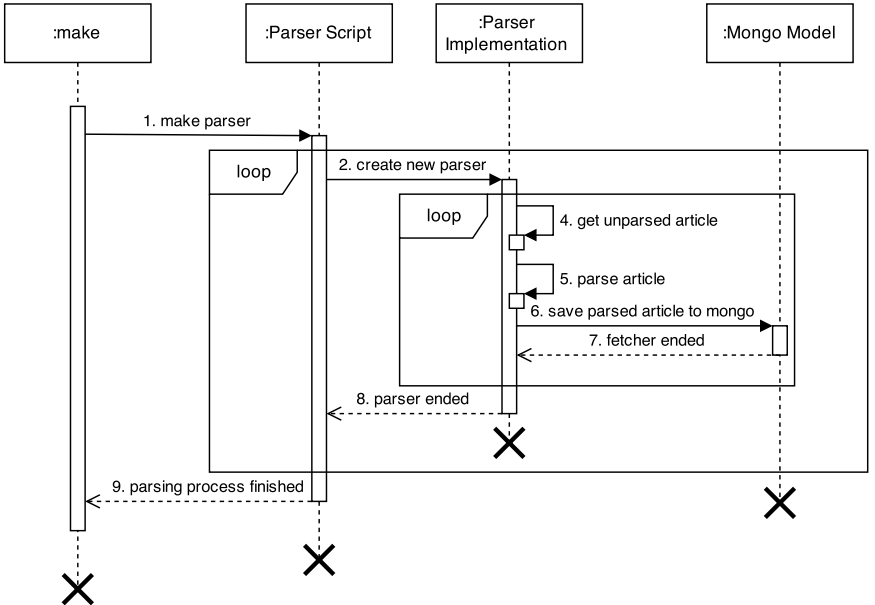 :make
:Parser Script
:Parser
Implementation
:Mongo Model
1. make parser
loop
2. create new parser
loop
4. get unparsed article
5. parse article
6. save parsed article to mongo
7. fetcher ended
8. parser ended
9. parsing process finished